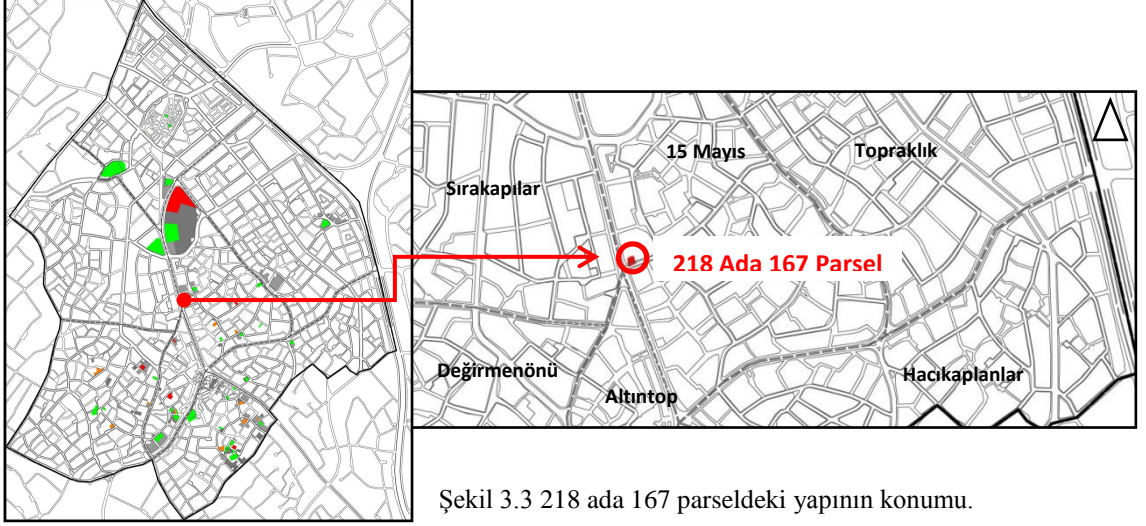 15 Mayıs
Topraklık
Sırakapılar
218 Ada 167 Parsel
Değirmenönü
Hacıkaplanlar
Altıntop
Şekil 3.3 218 ada 167 parseldeki yapının konumu.